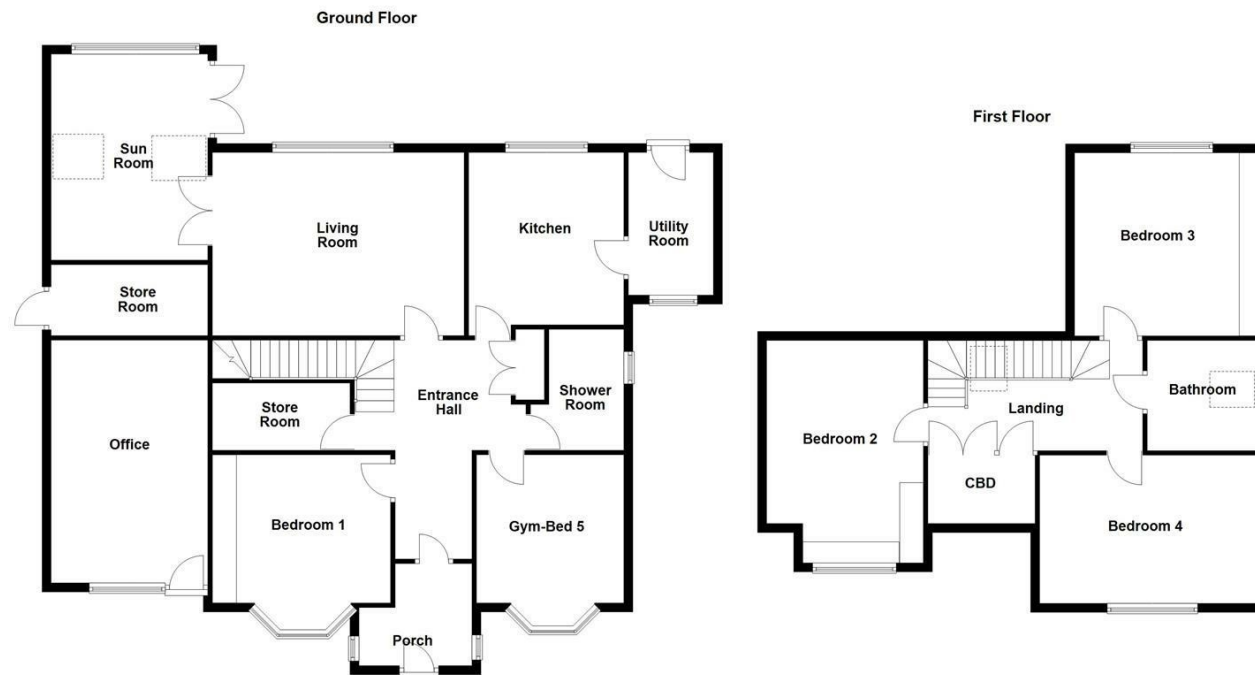 Ground Floor
Sun
Room
Living
Room
Kitchen
Utility
Room
Store
Room
Entrance
Hall
Shower
Room
Store
Room
Office
Bedroom 1
Gym-Bed 5
Porch
First Floor
Bedroom 3
Bathroom
Landing
Bedroom 2
CBD
Bedroom 4